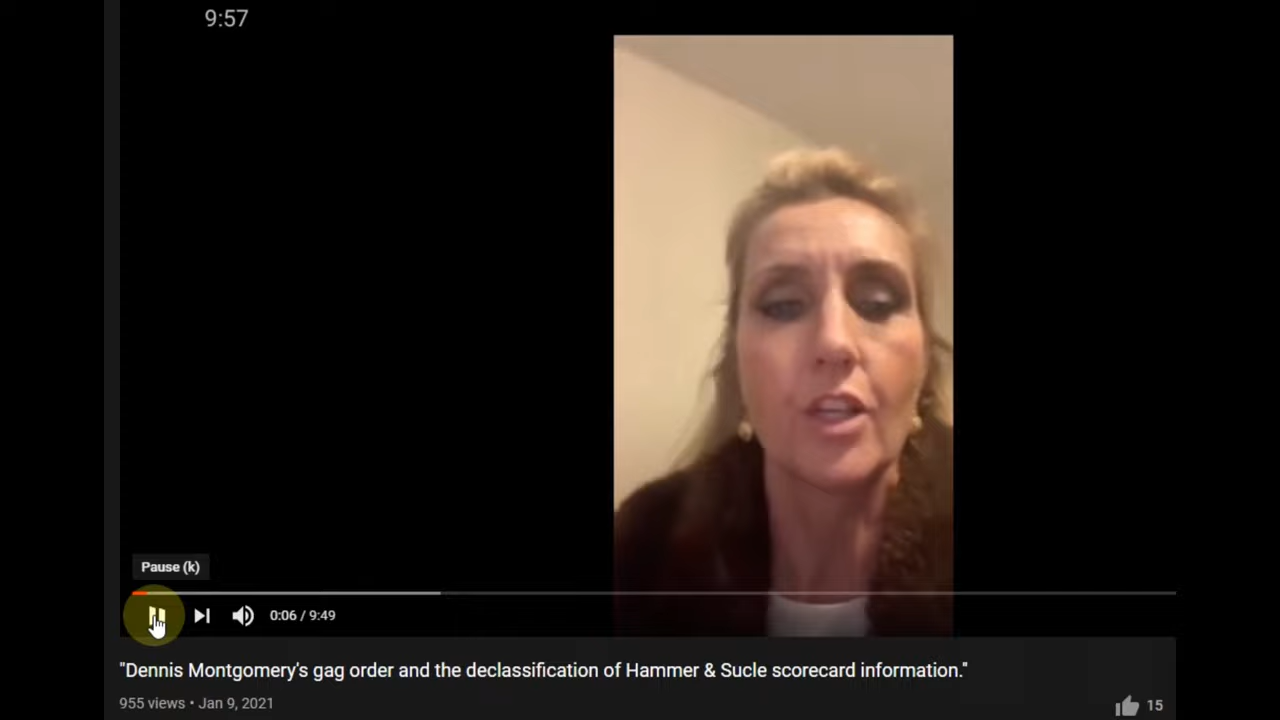 9:57
Pause (k)
0:06 / 9:49
"Dennis Montgomery's gag order and the declassification of Hammer & Sucle scorecard information."
955 views • Jan 9, 2021
15